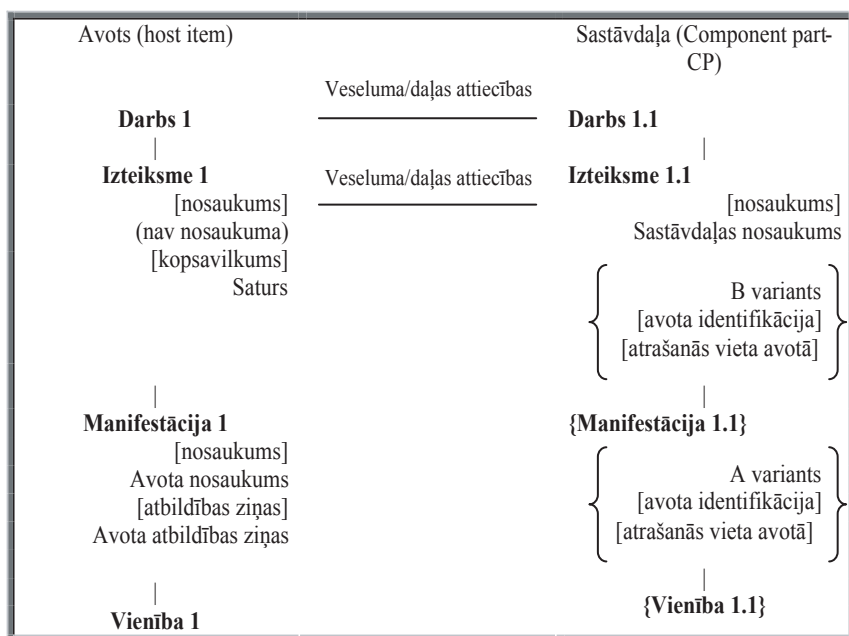 Avots (host item)
Sastāvdaļa (Component part-
CP)
Veseluma/daļas attiecības
Darbs 1
Darbs 1.1
|
|
Izteiksme 1
Veseluma/daļas attiecības
Izteiksme 1.1
[nosaukums]
(nav nosaukuma)
[kopsavilkums]
Saturs
[nosaukums]
Sastāvdaļas nosaukums
B variants
[avota identifikācija]
[atrašanās vieta avotā]
|
|
Manifestācija 1
{Manifestācija 1.1}
[nosaukums]
Avota nosaukums
[atbildības ziņas]
Avota atbildības ziņas
A variants
[avota identifikācija]
[atrašanās vieta avotā]
|
|
Vienība 1
{Vienība 1.1}